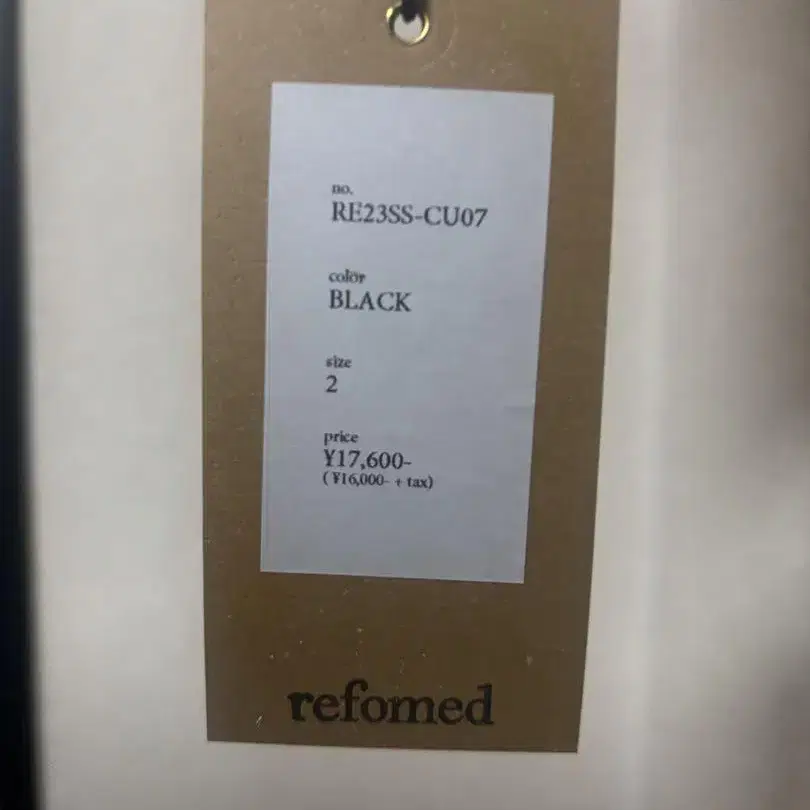 no.
RE23SS-CU07
color
BLACK
size
2
price
¥17,600-
(¥16,000- + tax)
refomed